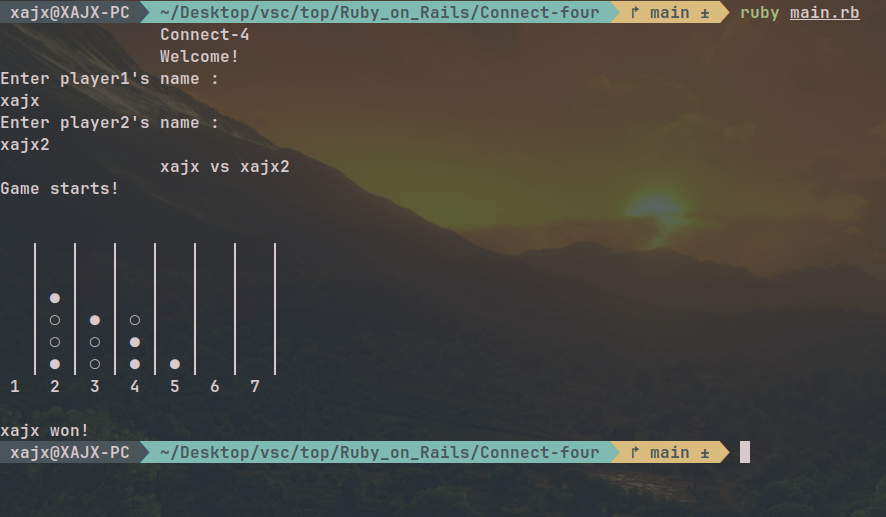 xajx@XAJX-PC ~/Desktop/vsc/top/Ruby_on_Rails/Connect-four ↱ main ± ruby main.rb
Connect-4
Welcome!
Enter player1's name :
xajx
Enter player2's name :
xajx2
xajx vs xajx2
Game starts!
│ │ │ │ │ │ │
│ │ │ │ │ │ │
│ ● │ │ │ │ │ │
│ ○ │ ● │ ○ │ │ │ │
│ ○ │ ○ │ ● │ │ │ │
│ ● │ ○ │ ● │ ● │ │ │
1 2 3 4 5 6 7
xajx won!
xajx@XAJX-PC ~/Desktop/vsc/top/Ruby_on_Rails/Connect-four ↱ main ±